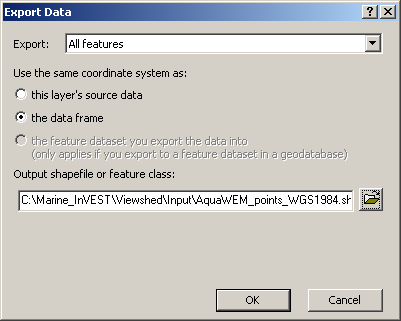 Export Data
Export: All features
Use the same coordinate system as:
this layer's source data
the data frame
the feature dataset you export the data into
(only applies if you export to a feature dataset in a geodatabase)
Output shapefile or feature class:
C:\Marine_InVEST\Viewshed\Input\AquaWEM_points_WGS1984.sh
OK Cancel